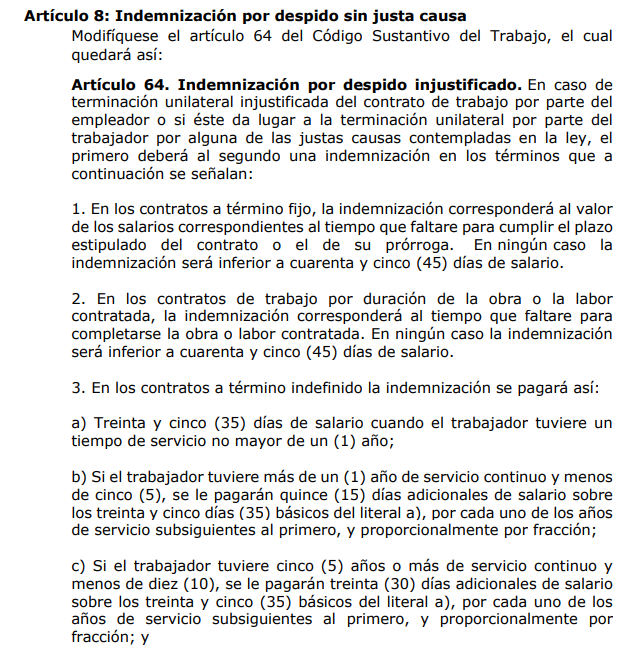 Artículo 8: Indemnización por despido sin justa causa
Modifíquese el artículo 64 del Código Sustantivo del Trabajo, el cual
quedará así:
Artículo 64. Indemnización por despido injustificado. En caso de
terminación unilateral injustificada del contrato de trabajo por parte del
empleador o si éste da lugar a la terminación unilateral por parte del
trabajador por alguna de las justas causas contempladas en la ley, el
primero deberá al segundo una indemnización en los términos que a
continuación se señalan:
1. En los contratos a término fijo, la indemnización corresponderá al valor
de los salarios correspondientes al tiempo que faltare para cumplir el plazo
estipulado del contrato o el de su prórroga. En ningún caso la
indemnización será inferior a cuarenta y cinco (45) días de salario.
2. En los contratos de trabajo por duración de la obra o la labor
contratada, la indemnización corresponderá al tiempo que faltare para
completarse la obra o labor contratada. En ningún caso la indemnización
será inferior a cuarenta y cinco (45) días de salario.
3. En los contratos a término indefinido la indemnización se pagará así:
a) Treinta y cinco (35) días de salario cuando el trabajador tuviere un
tiempo de servicio no mayor de un (1) año;
b) Si el trabajador tuviere más de un (1) año de servicio continuo y menos
de cinco (5), se le pagarán quince (15) días adicionales de salario sobre
los treinta y cinco días (35) básicos del literal a), por cada uno de los años
de servicio subsiguientes al primero, y proporcionalmente por fracción;
c) Si el trabajador tuviere cinco (5) años o más de servicio continuo y
menos de diez (10), se le pagarán treinta (30) días adicionales de salario
sobre los treinta y cinco (35) básicos del literal a), por cada uno de los
años de servicio subsiguientes al primero, y proporcionalmente por
fracción; y